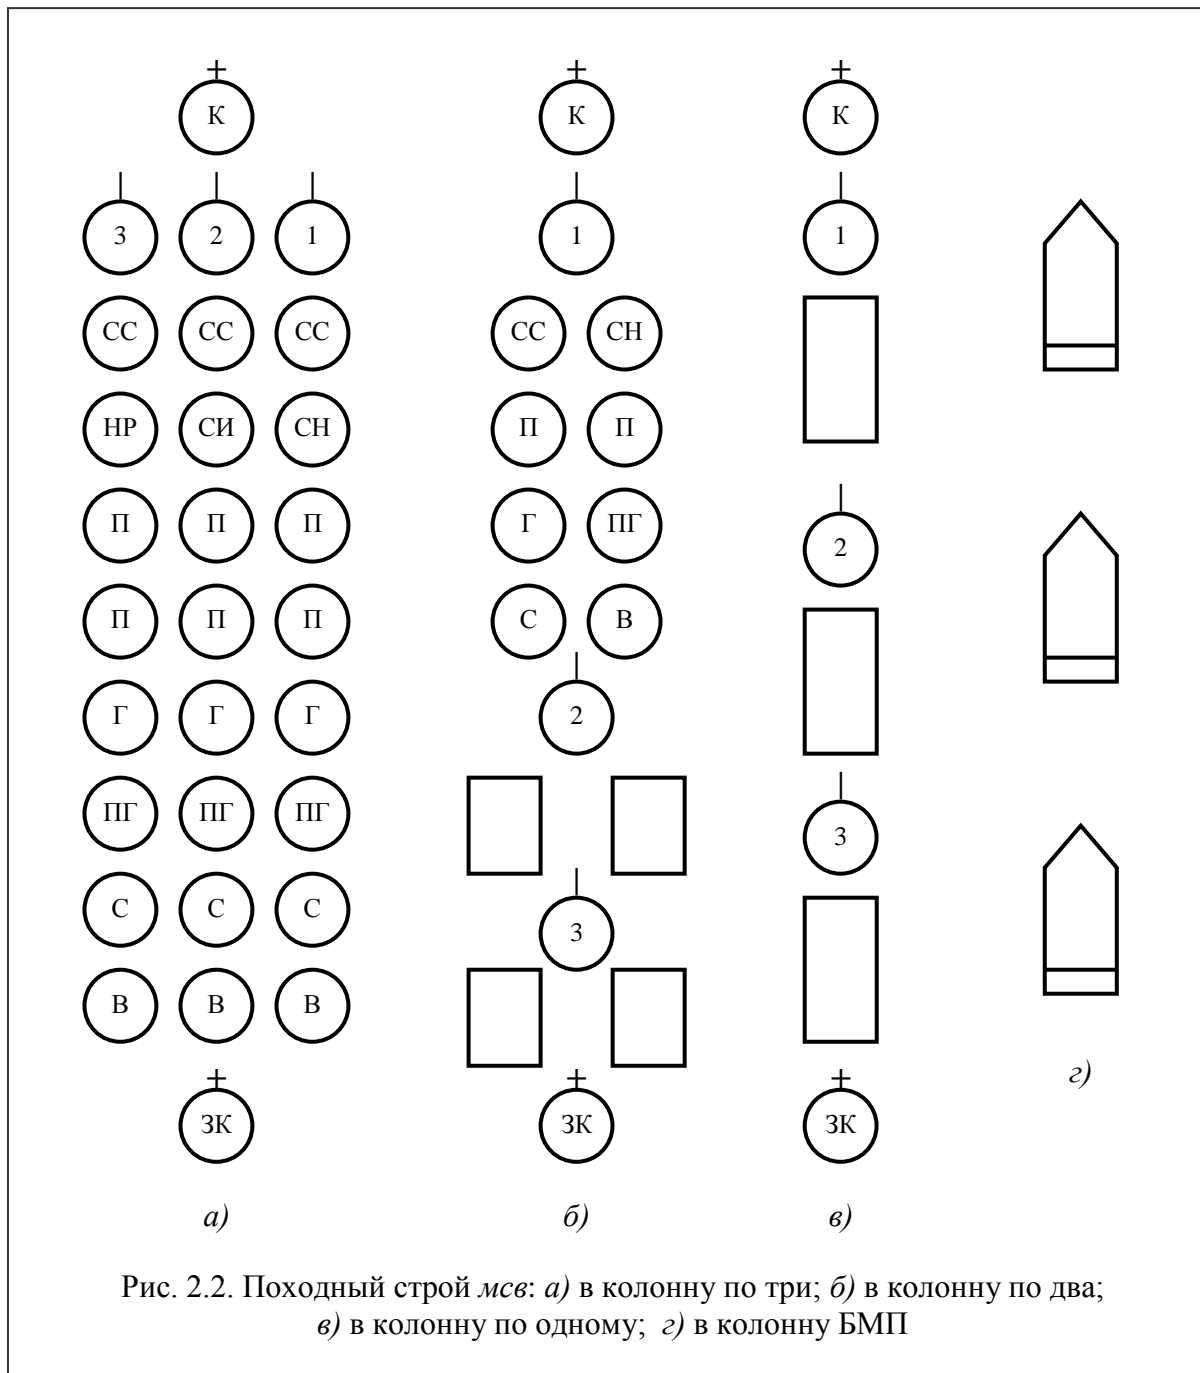 К К К
3 2 1 1 1
СС СС СС СС СН
НР СИ СН П П
П П П Г ПГ 2
П П П С В
Г Г Г 2
ПГ ПГ ПГ 3
С С С 3
В В В
г)
ЗК ЗК ЗК
а) б) в)
Рис. 2.2. Походный строй мсв: а) в колонну по три; б) в колонну по два;
в) в колонну по одному; г) в колонну БМП